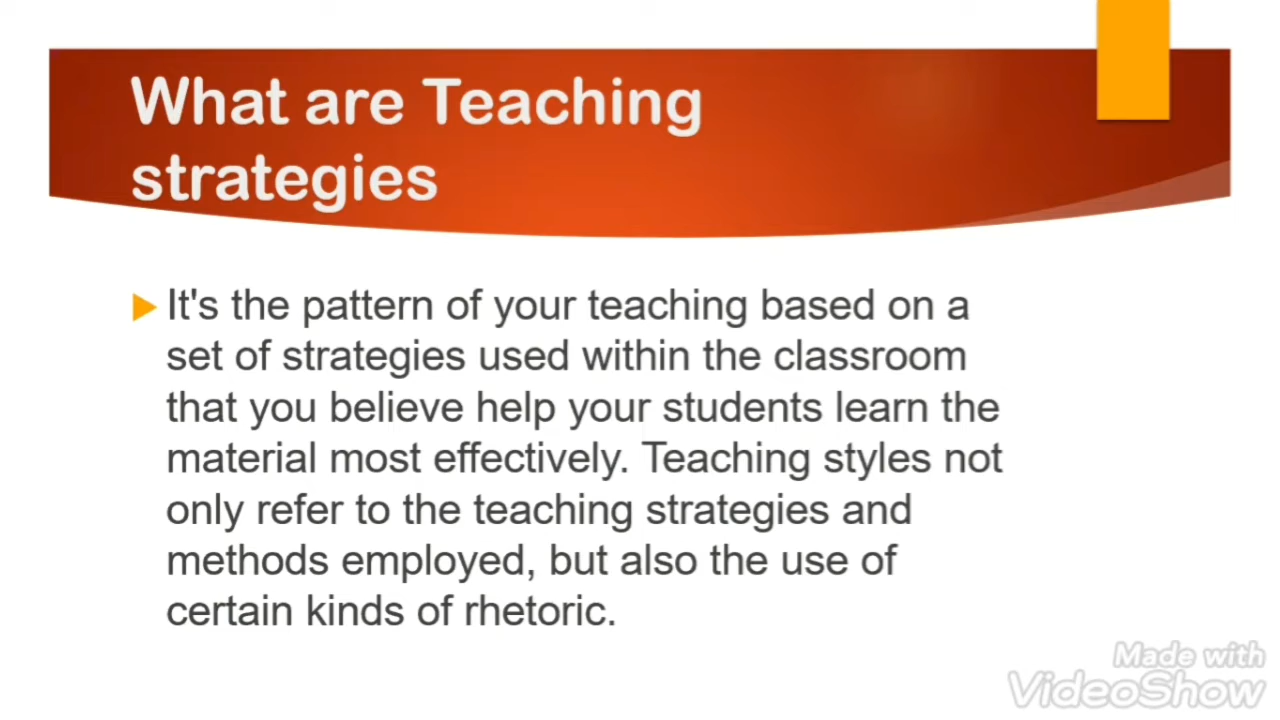 What are Teaching
strategies
It's the pattern of your teaching based on a
set of strategies used within the classroom
that you believe help your students learn the
material most effectively. Teaching styles not
only refer to the teaching strategies and
methods employed, but also the use of
certain kinds of rhetoric.
Made with
VideoShow